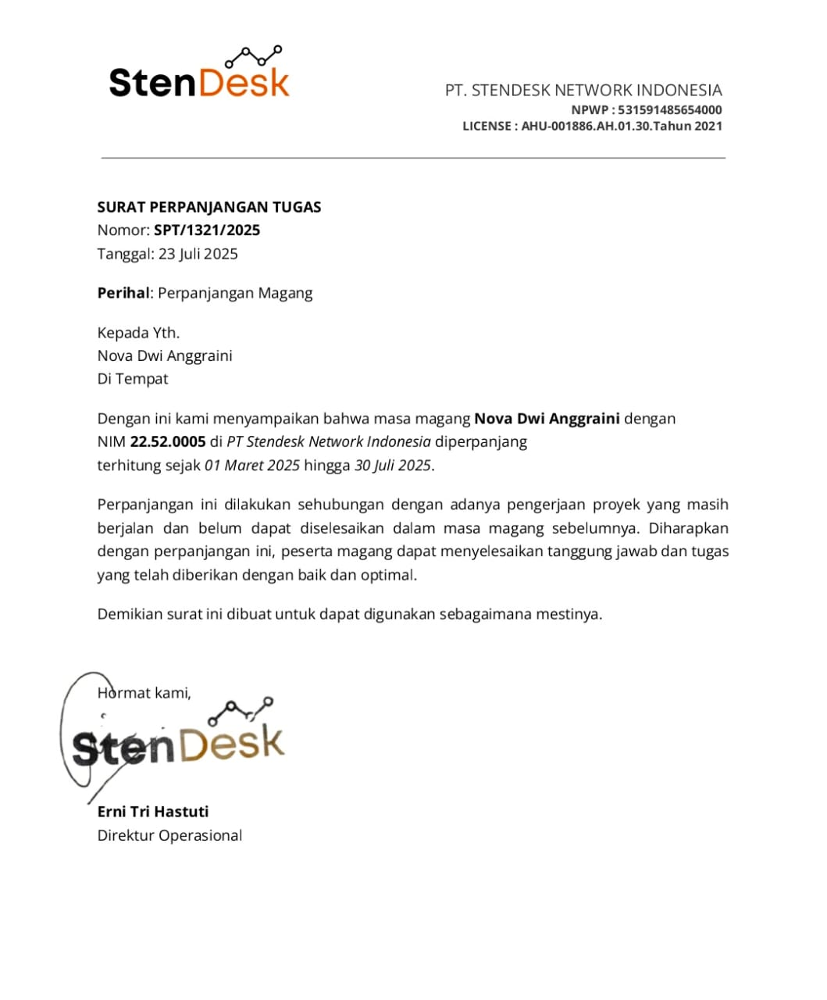 StenDesk
PT. STENDESK NETWORK INDONESIA
NPWP : 531591485654000
LICENSE : AHU-001886.AH.01.30.Tahun 2021
SURAT PERPANJANGAN TUGAS
Nomor: SPT/1321/2025
Tanggal: 23 Juli 2025
Perihal: Perpanjangan Magang
Kepada Yth.
Nova Dwi Anggraini
Di Tempat
Dengan ini kami menyampaikan bahwa masa magang Nova Dwi Anggraini dengan
NIM 22.52.0005 di PT Stendesk Network Indonesia diperpanjang
terhitung sejak 01 Maret 2025 hingga 30 Juli 2025.
Perpanjangan ini dilakukan sehubungan dengan adanya pengerjaan proyek yang masih
berjalan dan belum dapat diselesaikan dalam masa magang sebelumnya. Diharapkan
dengan perpanjangan ini, peserta magang dapat menyelesaikan tanggung jawab dan tugas
yang telah diberikan dengan baik dan optimal.
Demikian surat ini dibuat untuk dapat digunakan sebagaimana mestinya.
Hormat kami,
StenDesk
Erni Tri Hastuti
Direktur Operasional